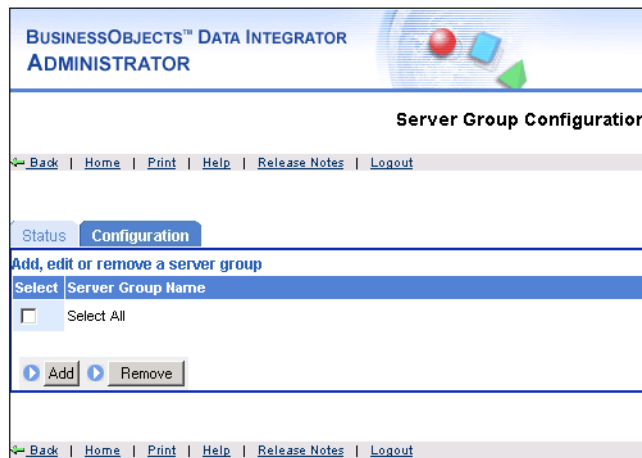 BUSINESSOBJECTS™ DATA INTEGRATOR
ADMINISTRATOR
Server Group Configuration
Back | Home | Print | Help | Release Notes | Logout
Status Configuration
Add, edit or remove a server group
Select Server Group Name
Select All
Add Remove
Back | Home | Print | Help | Release Notes | Logout